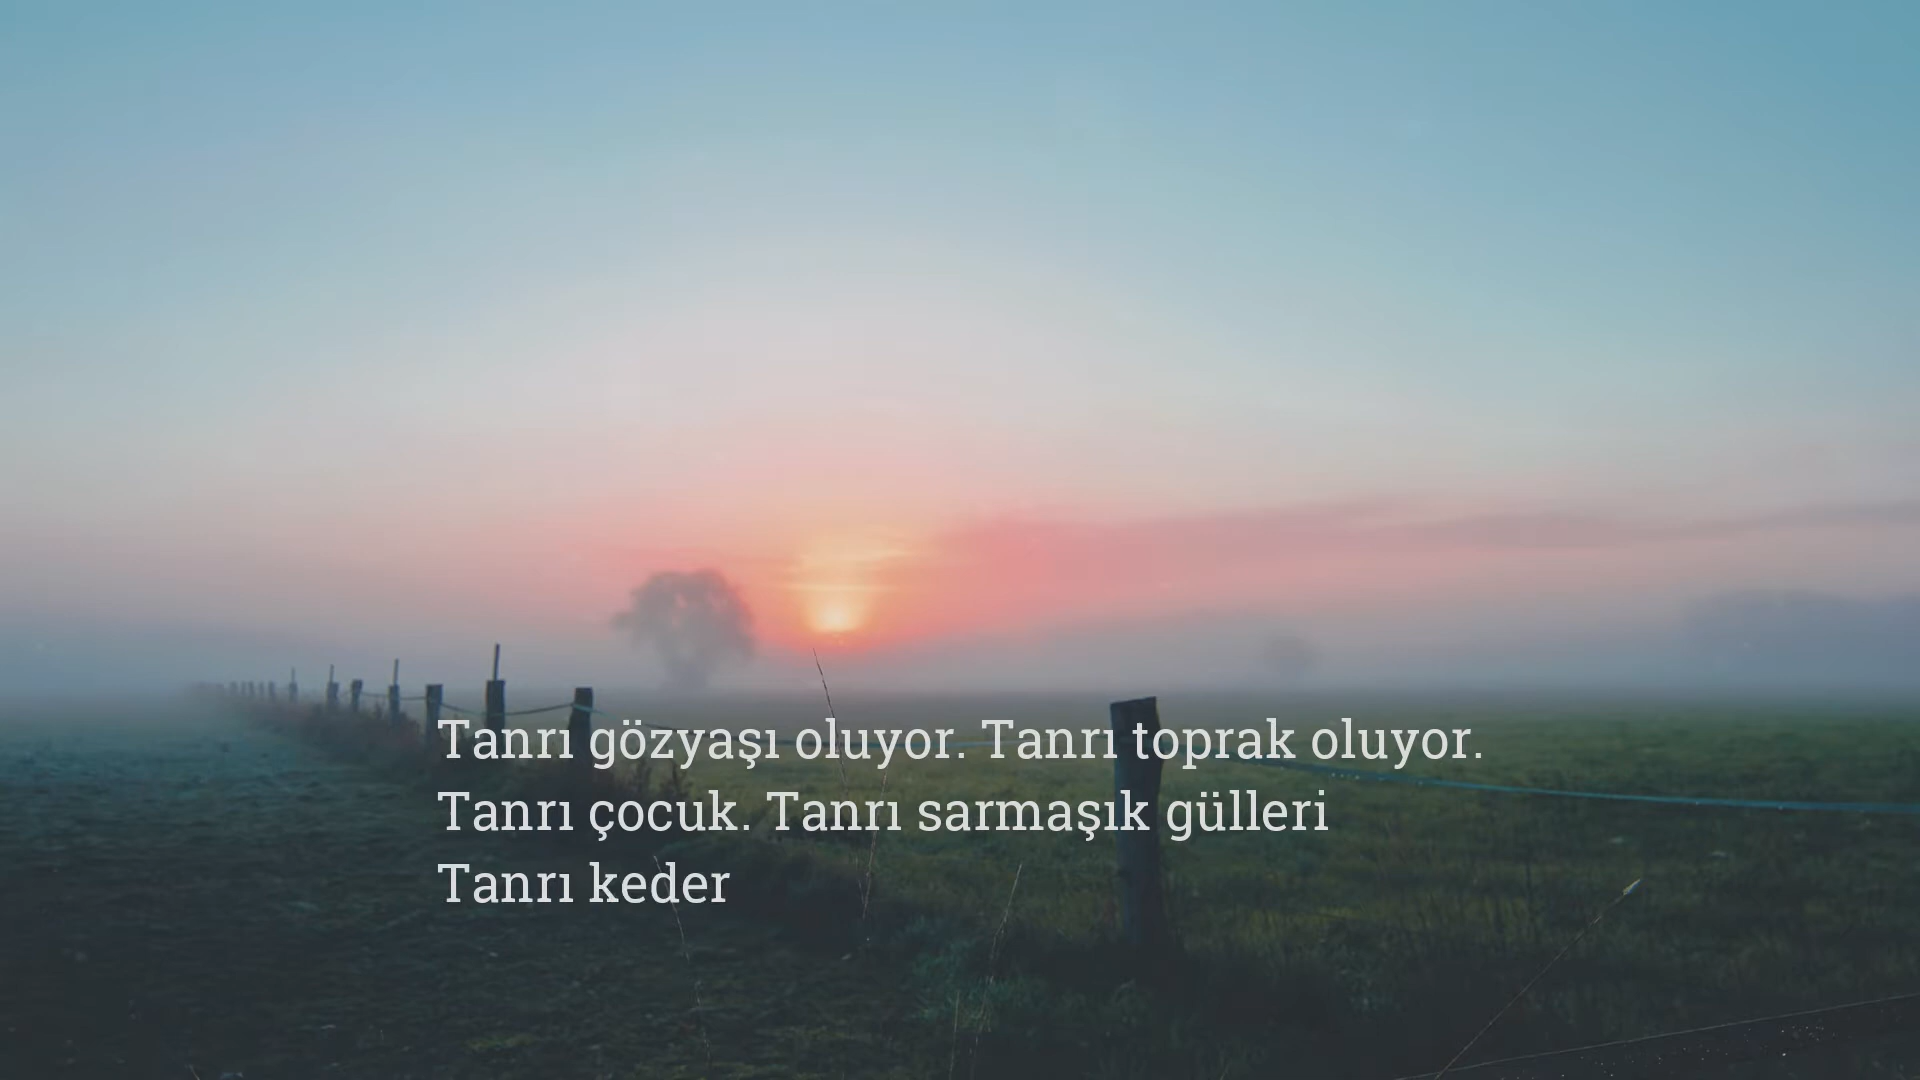 Tanrı gözyaşı oluyor. Tanrı toprak oluyor.
Tanrı çocuk. Tanrı sarmaşık gülleri
Tanrı keder